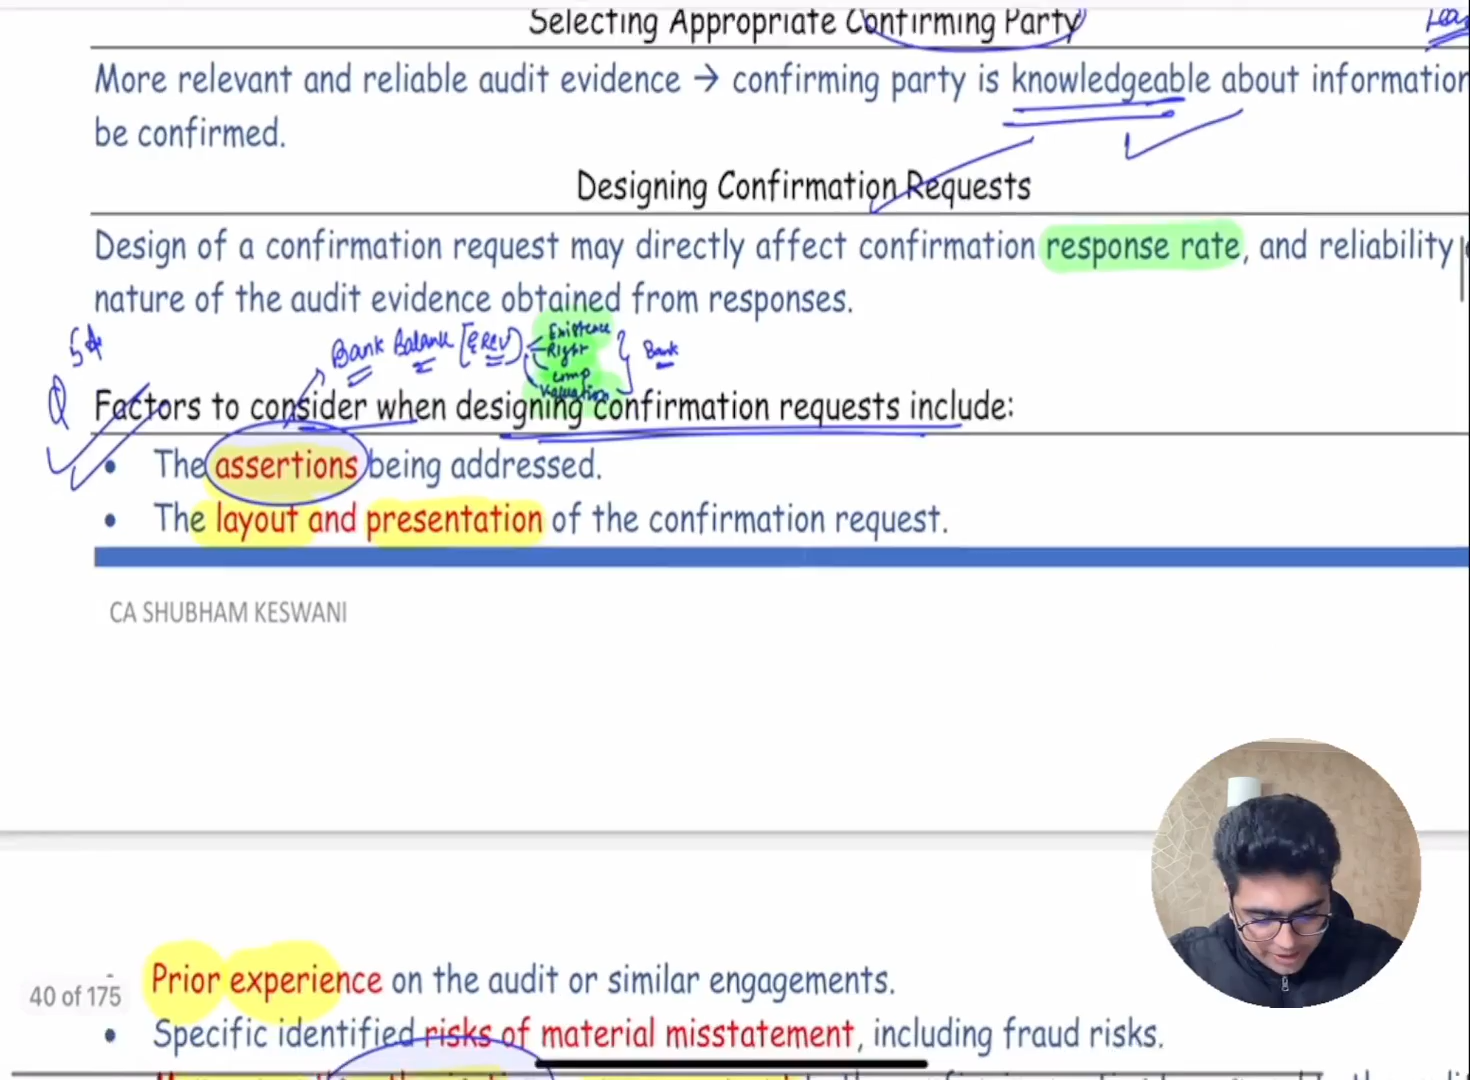 Selecting Appropriate Confirming Party
More relevant and reliable audit evidence → confirming party is knowledgeable about information
be confirmed.
Designing Confirmation Requests
Design of a confirmation request may directly affect confirmation response rate, and reliability
nature of the audit evidence obtained from responses.
Bank Balance
Existence
Right
Comp
Valuation
Bank
Q
Factors to consider when designing confirmation requests include:
• The assertions being addressed.
• The layout and presentation of the confirmation request.
CA SHUBHAM KESWANI
Prior experience on the audit or similar engagements.
40 of 175
• Specific identified risks of material misstatement, including fraud risks.